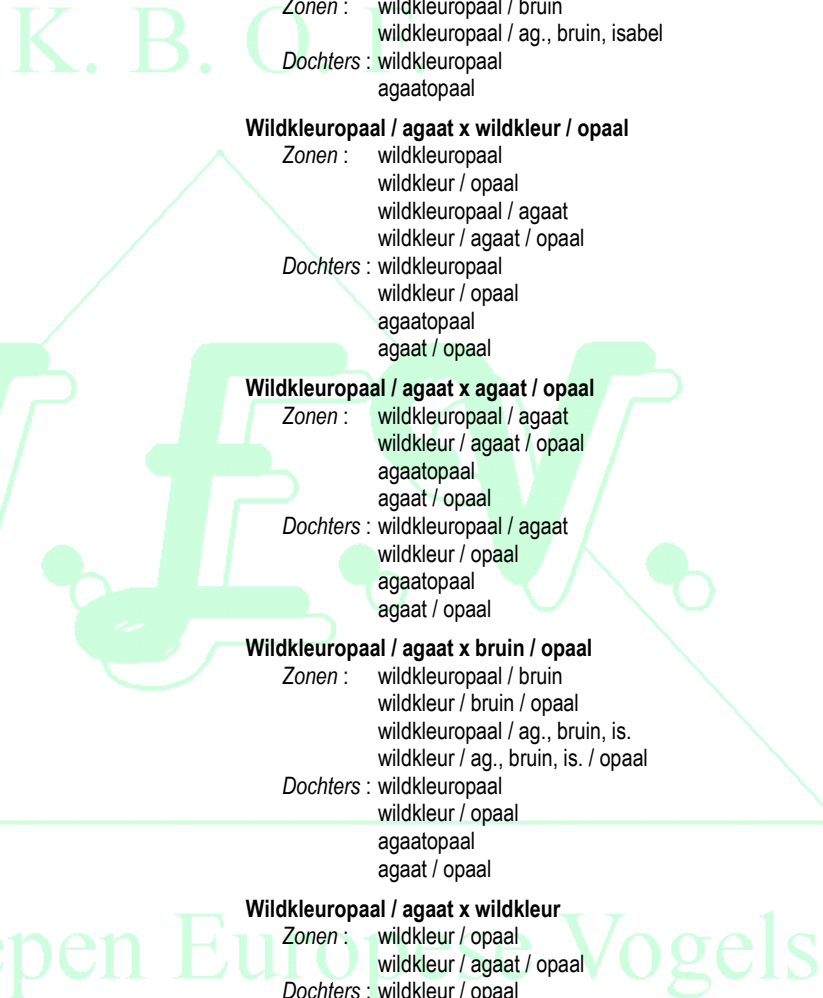 Zonen : wildkleuropaal / bruin
wildkleuropaal / ag., bruin, isabel
K. B. O. F.
Dochters : wildkleuropaal
agaatopaal
Wildkleuropaal / agaat x wildkleur / opaal
Zonen : wildkleuropaal
wildkleur / opaal
wildkleuropaal / agaat
wildkleur / agaat / opaal
Dochters : wildkleuropaal
wildkleur / opaal
agaatopaal
agaat / opaal
Wildkleuropaal / agaat x agaat / opaal
Zonen : wildkleuropaal / agaat
wildkleur / agaat / opaal
agaatopaal
agaat / opaal
Dochters : wildkleuropaal / agaat
wildkleur / opaal
agaatopaal
agaat / opaal
.E.V.
Wildkleuropaal / agaat x bruin / opaal
Zonen : wildkleuropaal / bruin
wildkleur / bruin / opaal
wildkleuropaal / ag., bruin, is.
wildkleur / ag., bruin, is. / opaal
Dochters : wildkleuropaal
wildkleur / opaal
agaatopaal
agaat / opaal
Wildkleuropaal / agaat x wildkleur
Zonen : wildkleur / opaal
Europese Vogels
wildkleur / agaat / opaal
Dochters : wildkleur / opaal